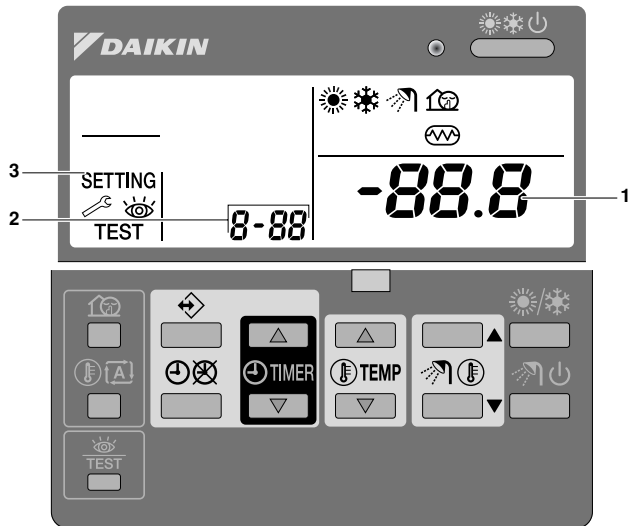 DAIKIN
3
SETTING
-88.8
1
2
8-88
TEST
A
TIMER
TEMP
TEST